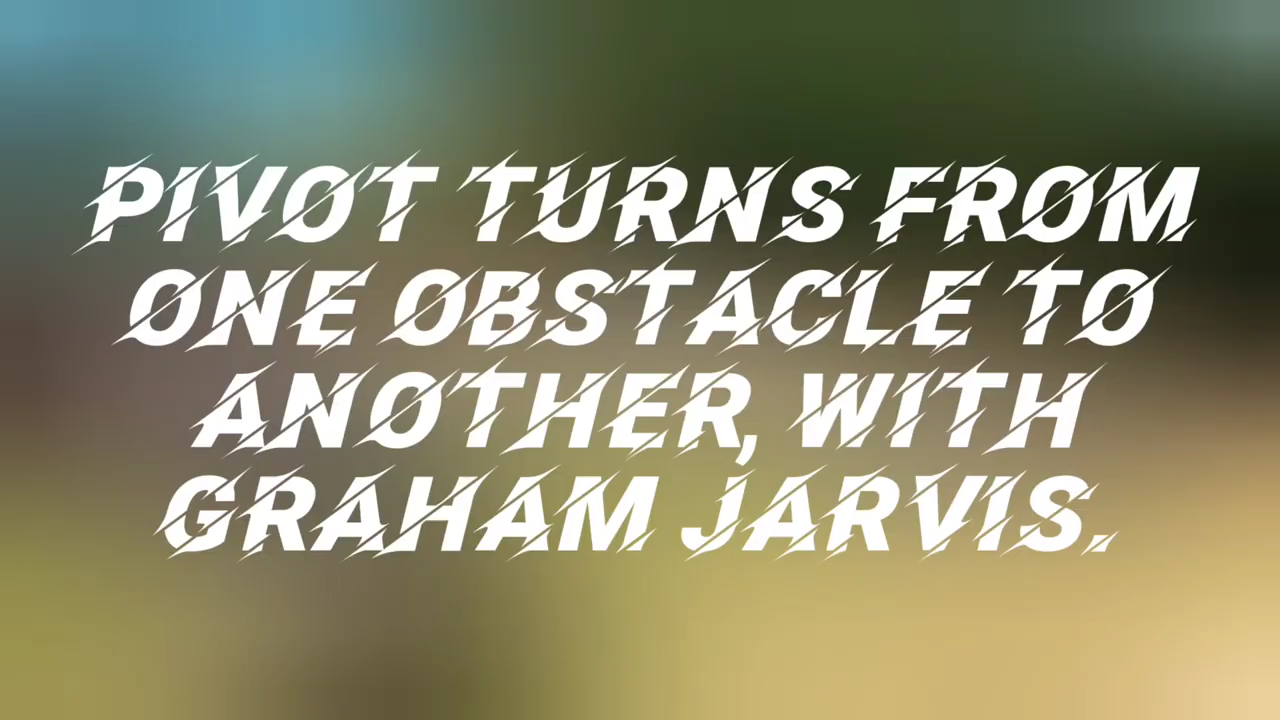 PIVOT TURNS FROM
ONE OBSTACLE TO
ANOTHER, WITH
GRAHAM JARVIS.